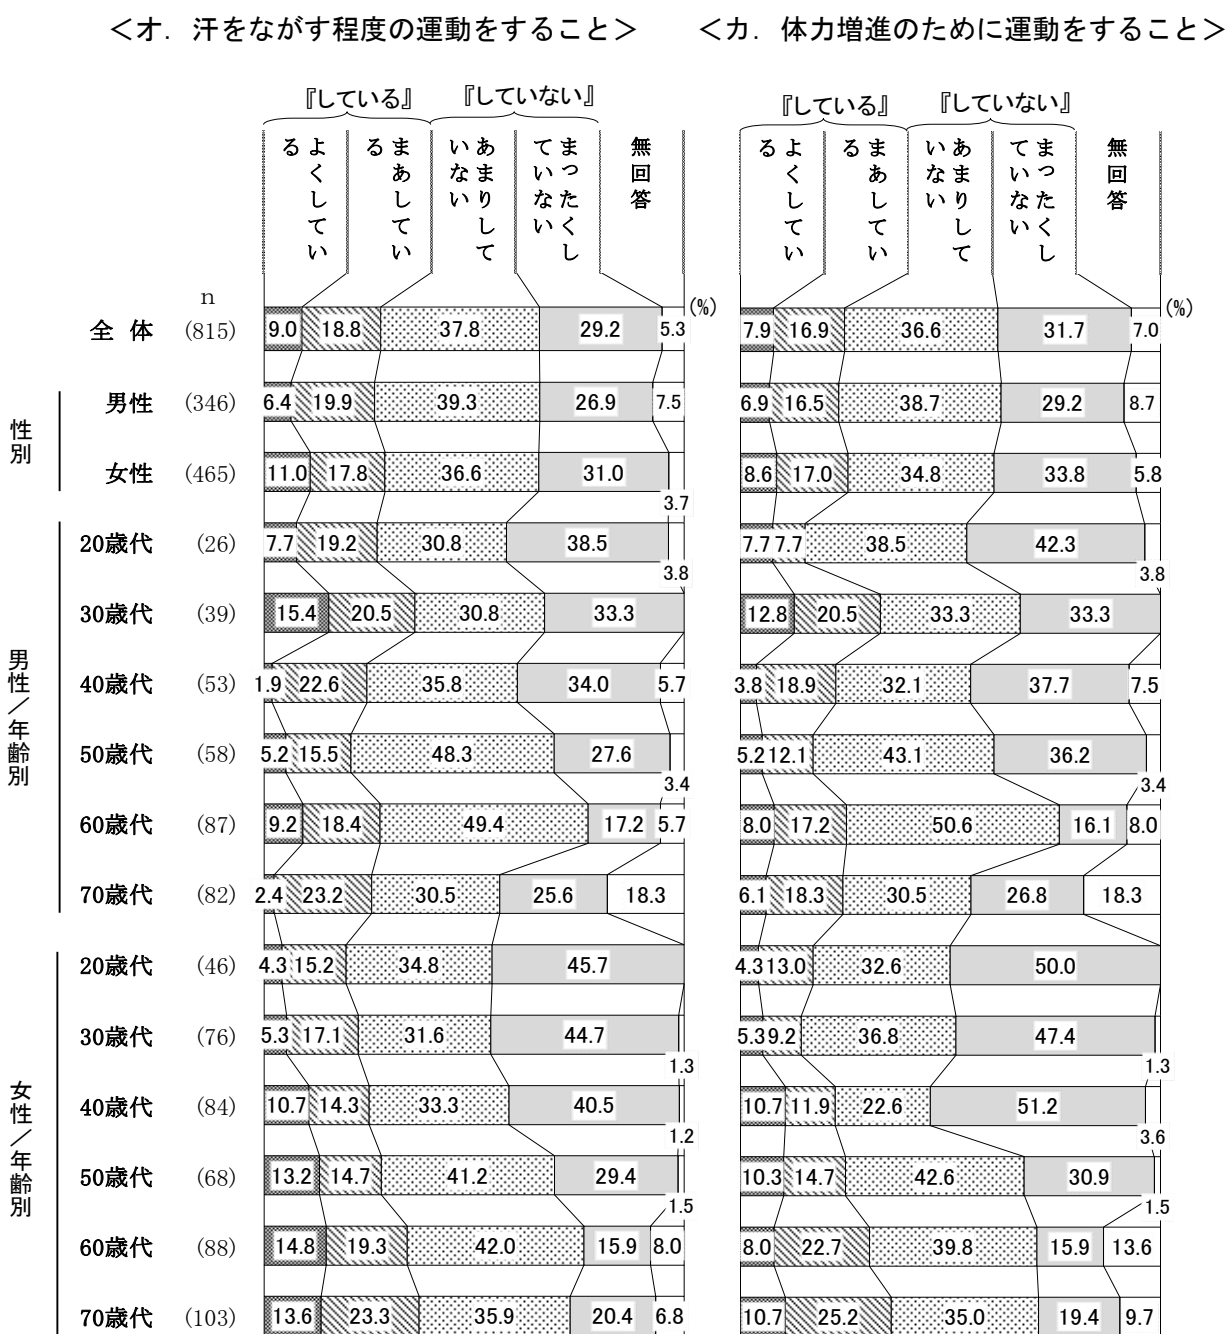 ＜オ．汗をながす程度の運動をすること＞ ＜カ．体力増進のために運動をすること＞
『している』 『していない』 『している』 『していない』
よくしている まあしている あまりしていない まったくしていない 無回答 よくしている まあしている あまりしていない まったくしていない 無回答
n
(%) (%)
全 体 (815) 9.0 18.8 37.8 29.2 5.3 7.9 16.9 36.6 31.7 7.0
性別
男性 (346) 6.4 19.9 39.3 26.9 7.5 6.9 16.5 38.7 29.2 8.7
女性 (465) 11.0 17.8 36.6 31.0 3.7 8.6 17.0 34.8 33.8 5.8
男性／年齢別
20歳代 (26) 7.7 19.2 30.8 38.5 3.8 7.7 7.7 38.5 42.3 3.8
30歳代 (39) 15.4 20.5 30.8 33.3 12.8 20.5 33.3 33.3
40歳代 (53) 1.9 22.6 35.8 34.0 5.7 3.8 18.9 32.1 37.7 7.5
50歳代 (58) 5.2 15.5 48.3 27.6 3.4 5.2 12.1 43.1 36.2 3.4
60歳代 (87) 9.2 18.4 49.4 17.2 5.7 8.0 17.2 50.6 16.1 8.0
70歳代 (82) 2.4 23.2 30.5 25.6 18.3 6.1 18.3 30.5 26.8 18.3
女性／年齢別
20歳代 (46) 4.3 15.2 34.8 45.7 4.3 13.0 32.6 50.0
30歳代 (76) 5.3 17.1 31.6 44.7 1.3 5.3 9.2 36.8 47.4 1.3
40歳代 (84) 10.7 14.3 33.3 40.5 1.2 10.7 11.9 22.6 51.2 3.6
50歳代 (68) 13.2 14.7 41.2 29.4 1.5 10.3 14.7 42.6 30.9 1.5
60歳代 (88) 14.8 19.3 42.0 15.9 8.0 8.0 22.7 39.8 15.9 13.6
70歳代 (103) 13.6 23.3 35.9 20.4 6.8 10.7 25.2 35.0 19.4 9.7